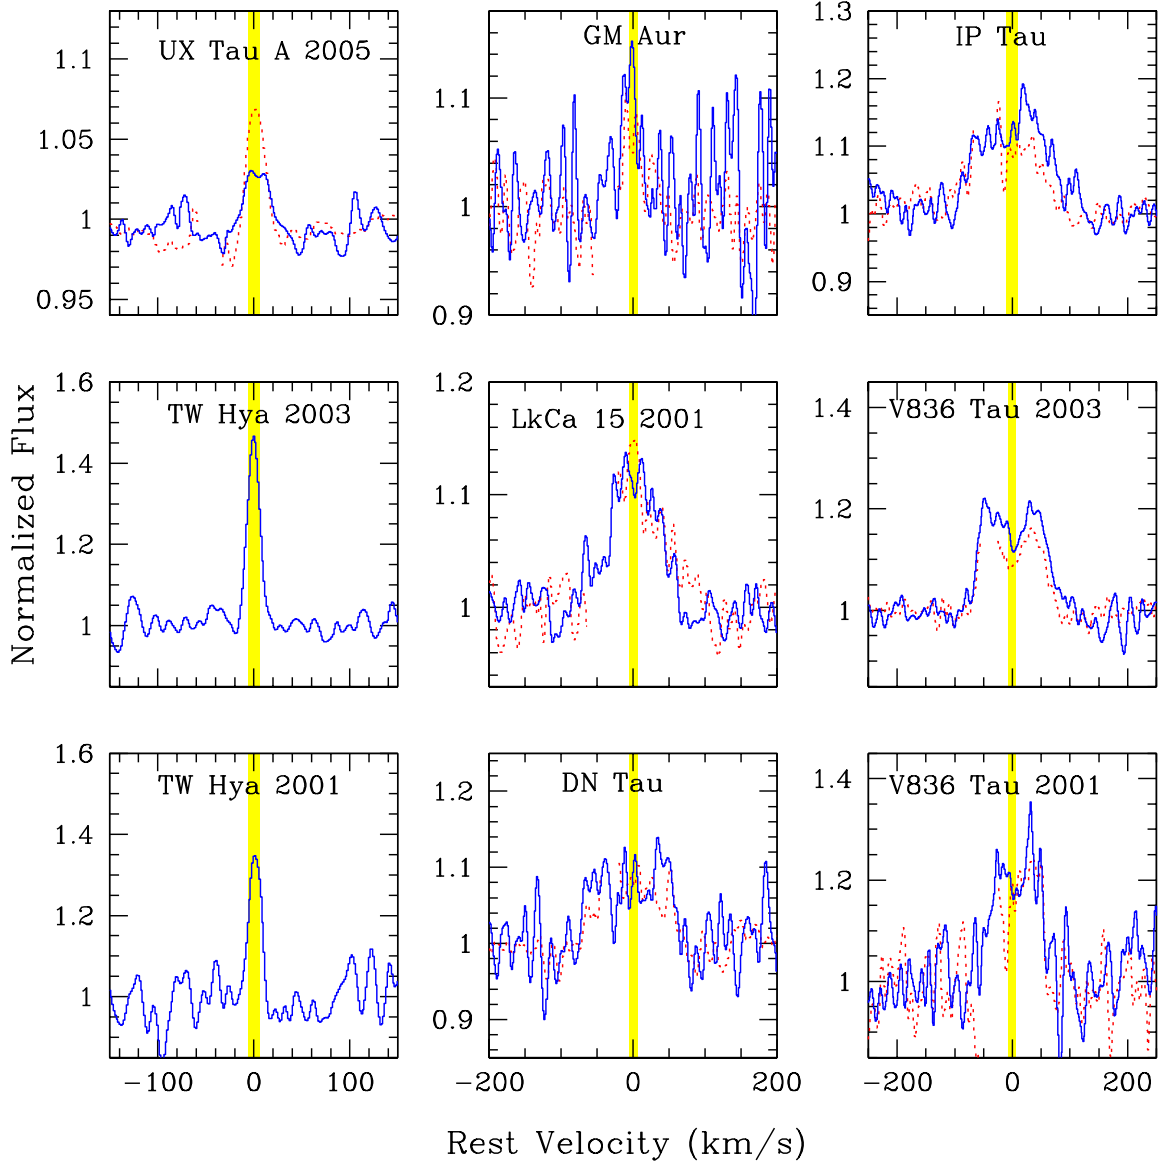 UX Tau A 2005
1.1
1.05
1
0.95
GM Aur
1.1
1
0.9
IP Tau
1.3
1.2
1.1
1
0.9
Normalized Flux
TW Hya 2003
1.6
1.4
1.2
1
LkCa 15 2001
1.2
1.1
1
V836 Tau 2003
1.4
1.2
1
TW Hya 2001
1.6
1.4
1.2
1
−100 0 100
DN Tau
1.2
1.1
1
0.9
−200 0 200
V836 Tau 2001
1.4
1.2
1
−200 0 200
Rest Velocity (km/s)